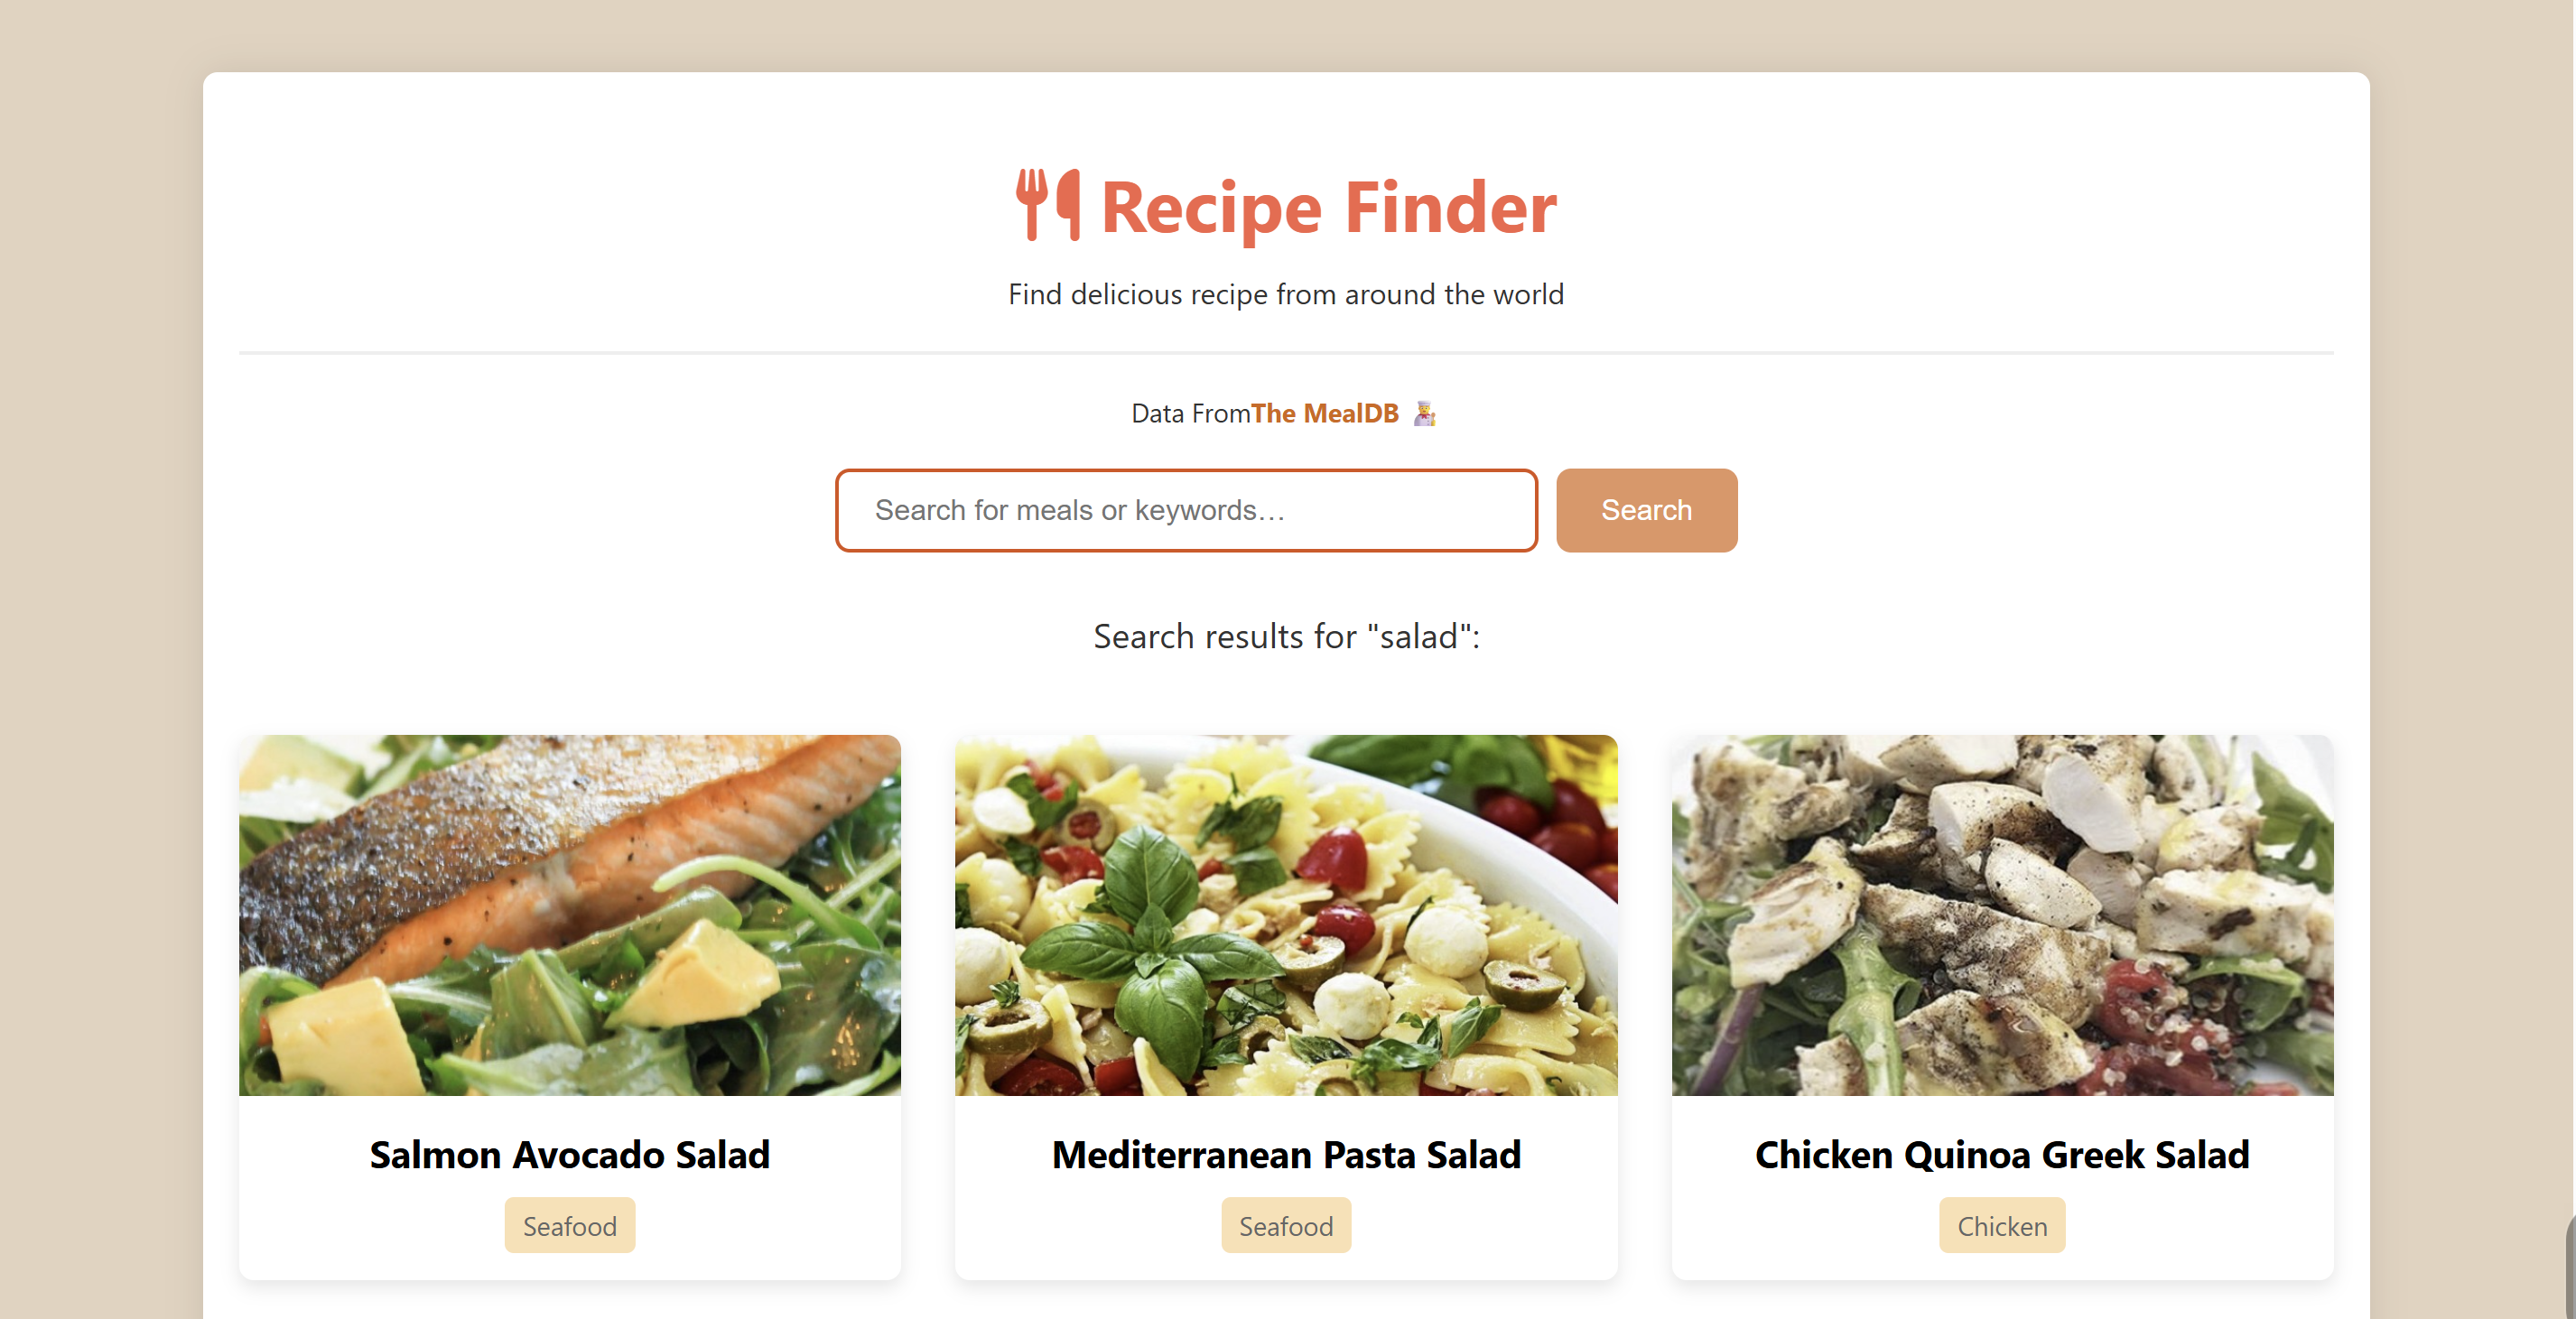 Recipe Finder
Find delicious recipe from around the world
Data FromThe MealDB
Search for meals or keywords...
Search
Search results for "salad":
Salmon Avocado Salad
Seafood
Mediterranean Pasta Salad
Seafood
Chicken Quinoa Greek Salad
Chicken